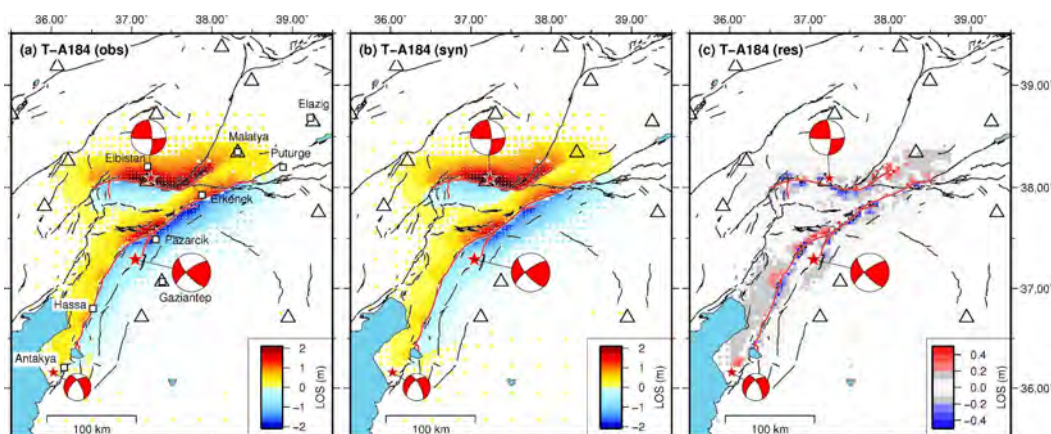 36.00° 37.00° 38.00° 39.00° 36.00° 37.00° 38.00° 39.00° 36.00° 37.00° 38.00° 39.00°
(a) T−A184 (obs)
Elazig
Malatya
Elbistan
Puturge
Erkenek
Pazarcik
Gaziantep
Hassa
Antakya
100 km
2
1
0
−1
−2
LOS (m)
(b) T−A184 (syn)
100 km
2
1
0
−1
−2
LOS (m)
(c) T−A184 (res)
100 km
0.4
0.2
0.0
−0.2
−0.4
LOS (m)
39.00°
38.00°
37.00°
36.00°